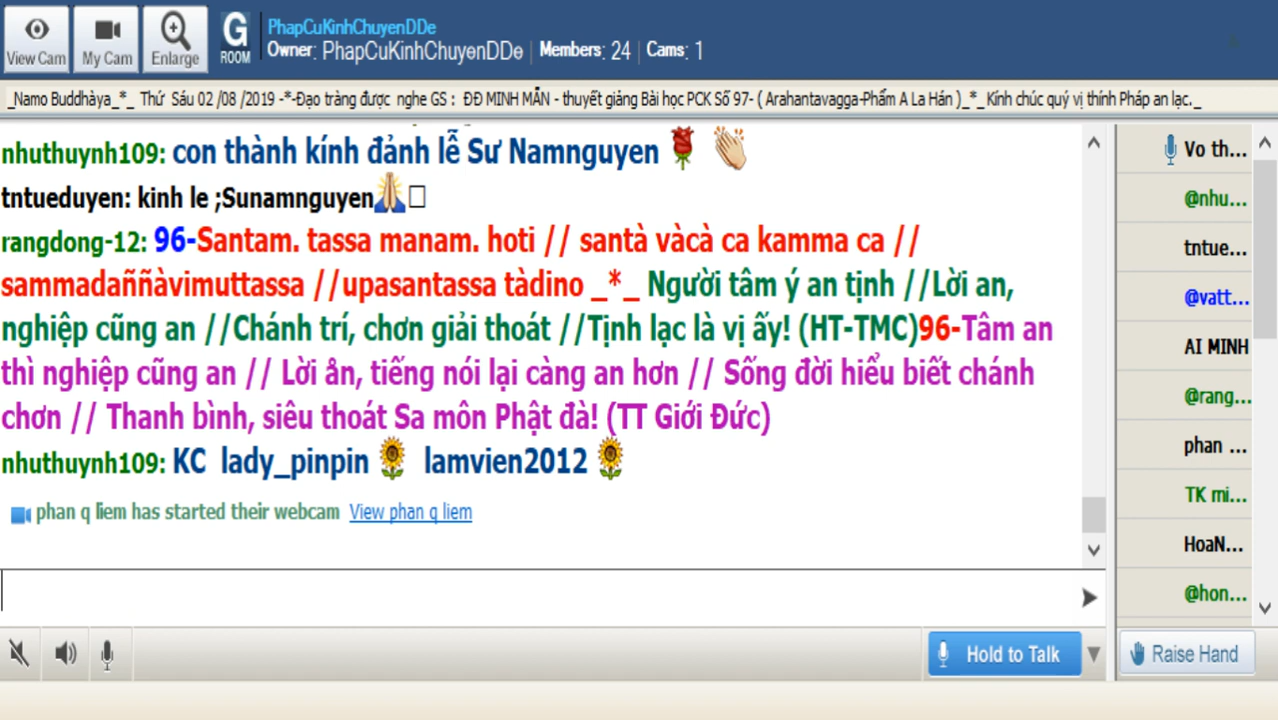 View Cam
My Cam
Enlarge
G
ROOM
PhapCuKinhChuyenDDe
Owner: PhapCuKinhChuyenDDe | Members: 24 | Cams: 1
_Namo Buddhàya_*_ Thứ Sáu 02 /08 /2019 -*-Đạo tràng được nghe GS : ĐĐ MINH MẪN - thuyết giảng Bài học PCK Số 97- ( Arahantavagga-Phẩm A La Hán )_*_Kính chúc quý vị thính Pháp an lạc._
nhuthuynh109: con thành kính đảnh lễ Sư Namnguyen
tntueduyen: kinh le ;Sunamnguyen
rangdong-12: 96-Santam. tassa manam. hoti // santà vàcà ca kamma ca //
sammadaññàvimuttassa //upasantassa tàdino _*_ Người tâm ý an tịnh //Lời an,
nghiệp cũng an //Chánh trí, chơn giải thoát //Tịnh lạc là vị ấy! (HT-TMC)96-Tâm an
thì nghiệp cũng an // Lời ản, tiếng nói lại càng an hơn // Sống đời hiểu biết chánh
chơn // Thanh bình, siêu thoát Sa môn Phật đà! (TT Giới Đức)
nhuthuynh109: KC lady_pinpin lamvien2012
phan q liem has started their webcam View phan q liem
Vo th...
@nhu...
tntue...
@vatt...
AI MINH
@rang...
phan ...
TK mi...
HoaN...
@hon...
Hold to Talk
Raise Hand